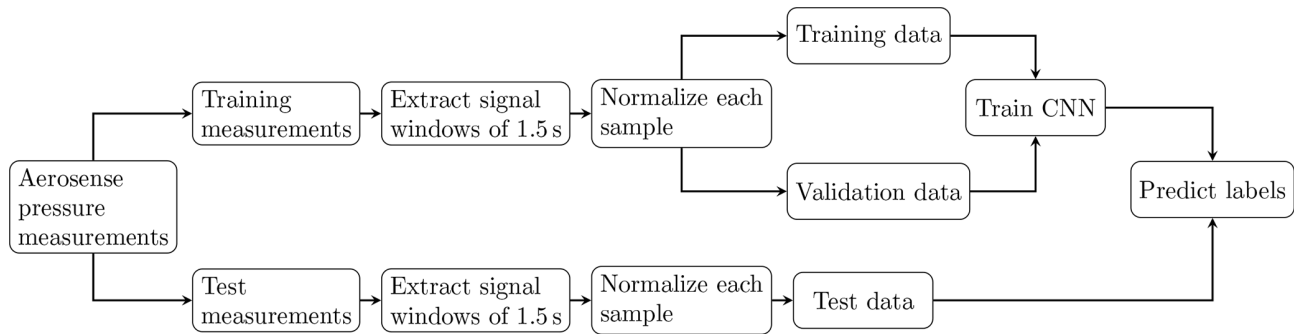 Aerosense
pressure
measurements
Training
measurements
Extract signal
windows of 1.5 s
Normalize each
sample
Training data
Validation data
Train CNN
Test
measurements
Extract signal
windows of 1.5 s
Normalize each
sample
Test data
Predict labels